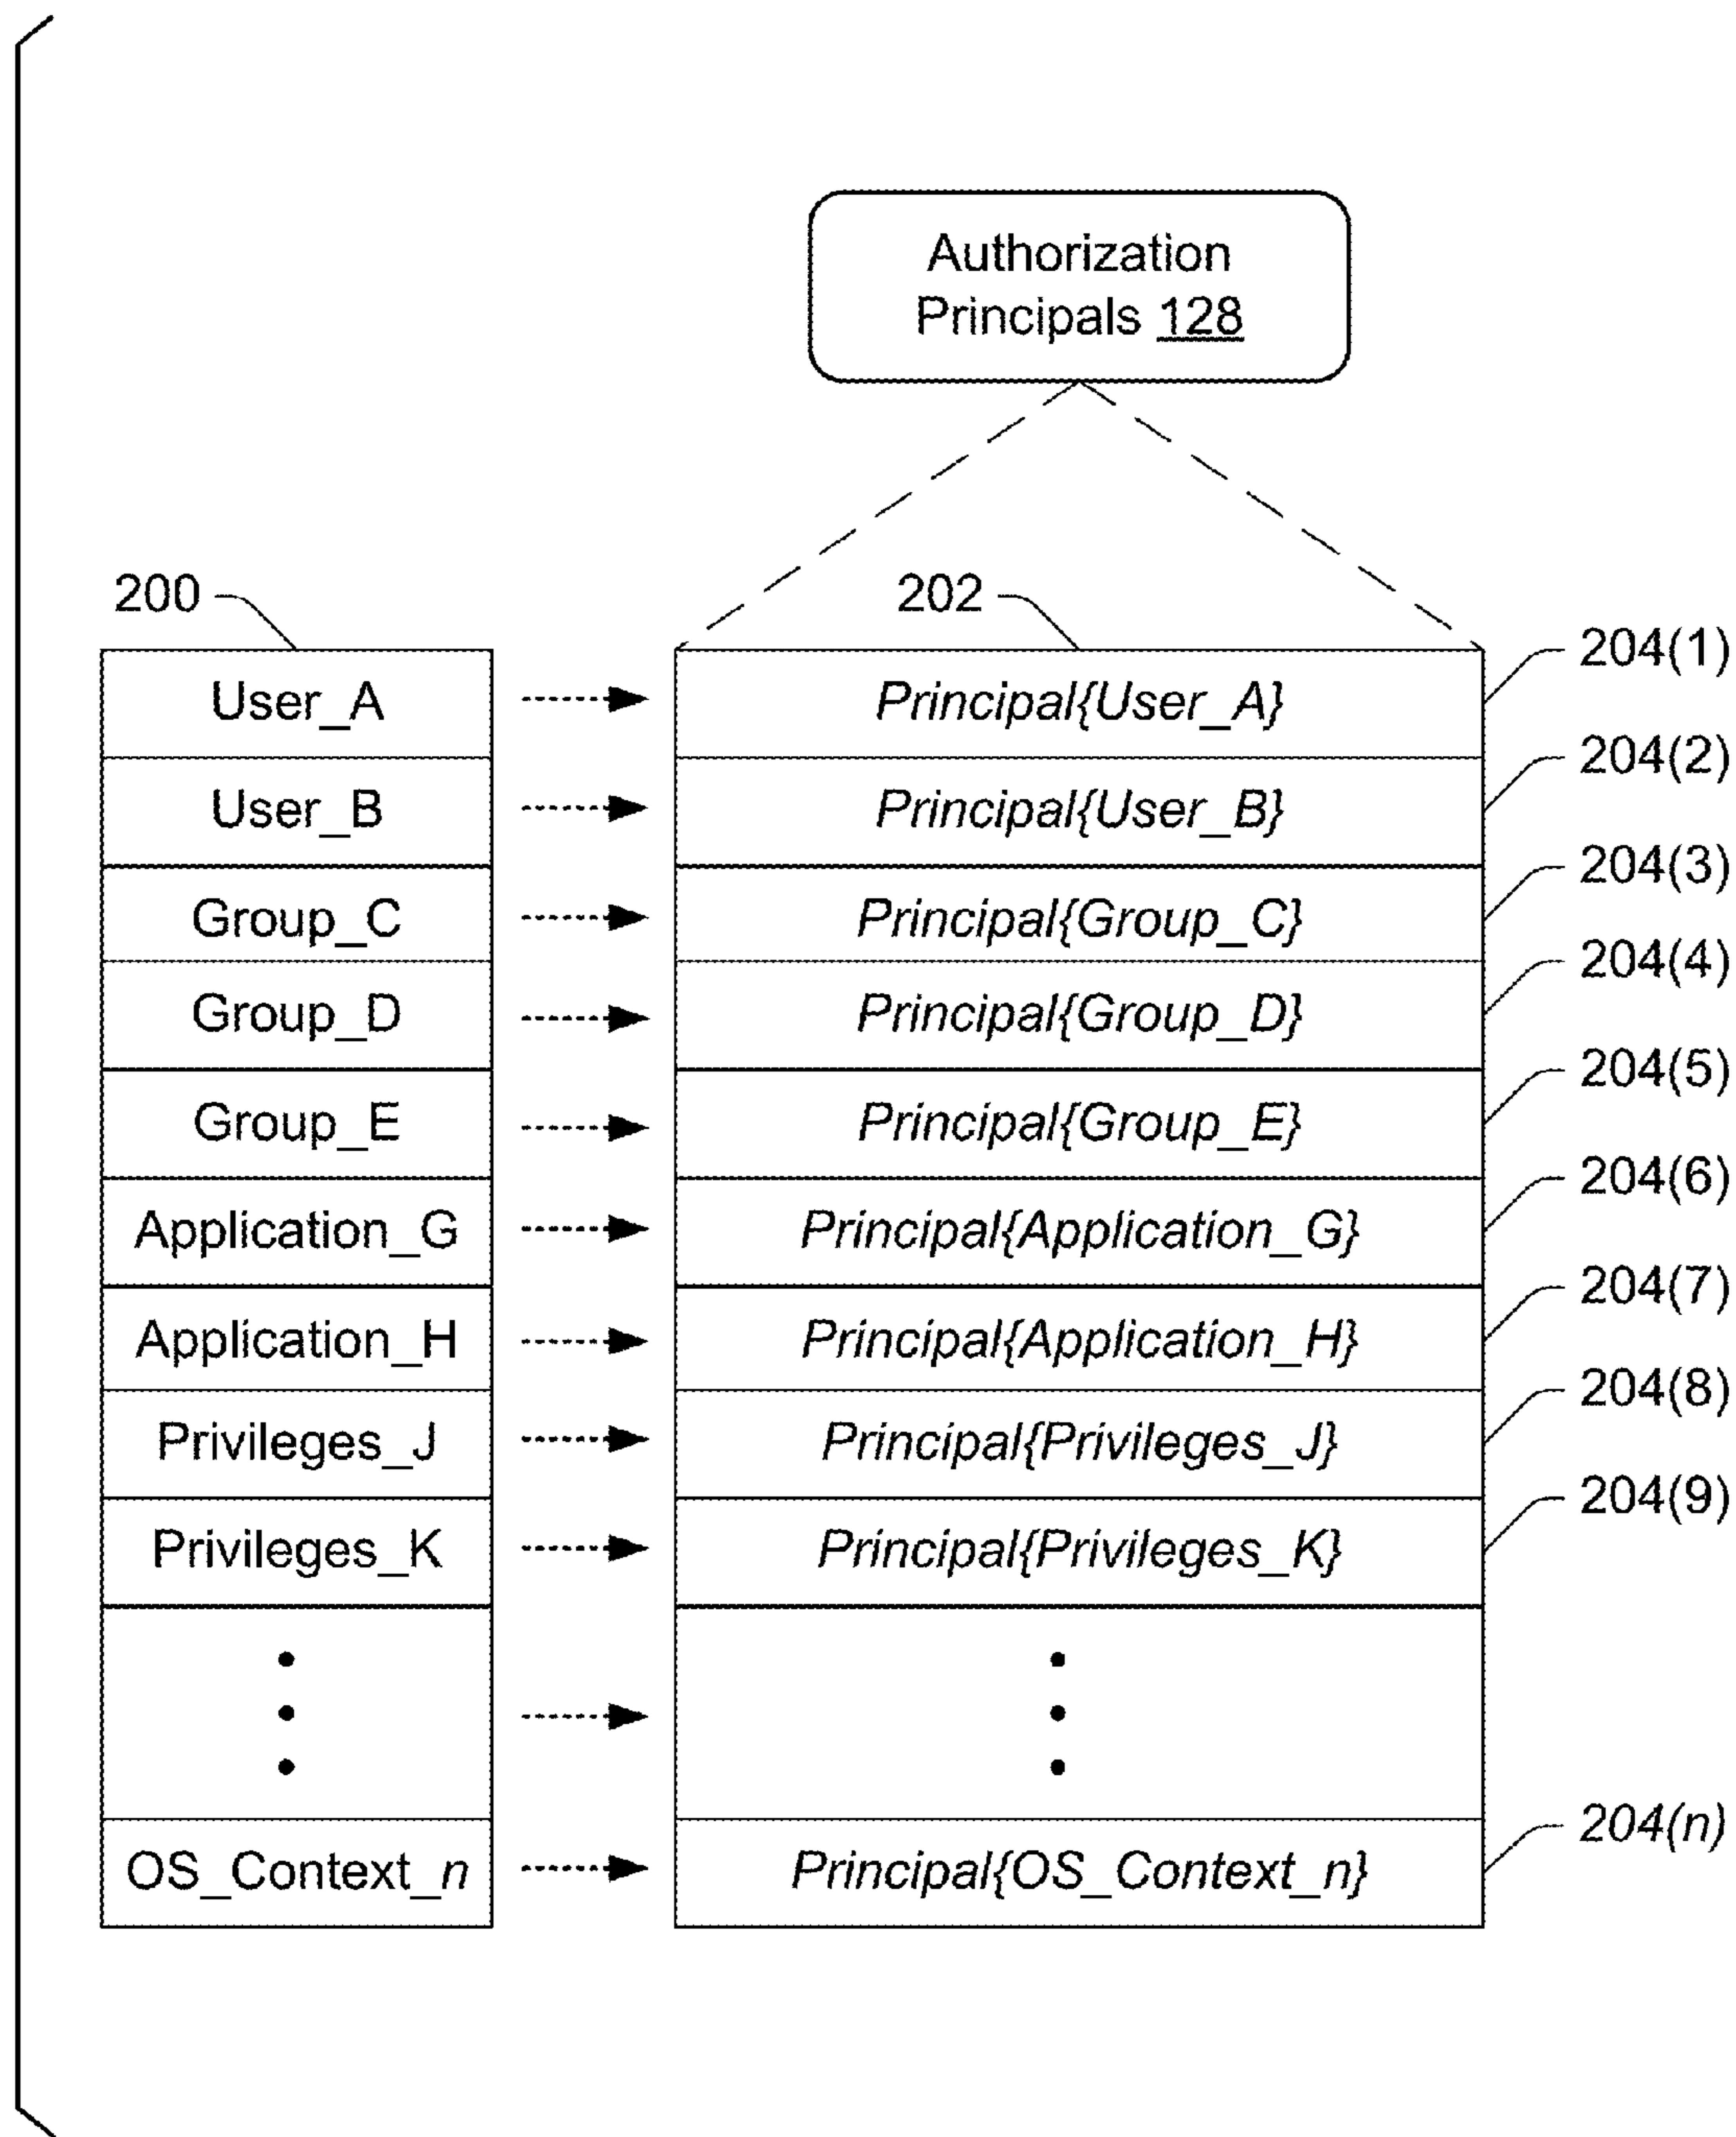 Authorization
Principals 128
200
202
204(1)
User_A
Principal{User_A}
204(2)
User_B
Principal{User_B}
204(3)
Group_C
Principal{Group_C}
204(4)
Group_D
Principal{Group_D}
204(5)
Group_E
Principal{Group_E}
204(6)
Application_G
Principal{Application_G}
204(7)
Application_H
Principal{Application_H}
204(8)
Privileges_J
Principal{Privileges_J}
204(9)
Privileges_K
Principal{Privileges_K}
204(n)
OS_Context_n
Principal{OS_Context_n}